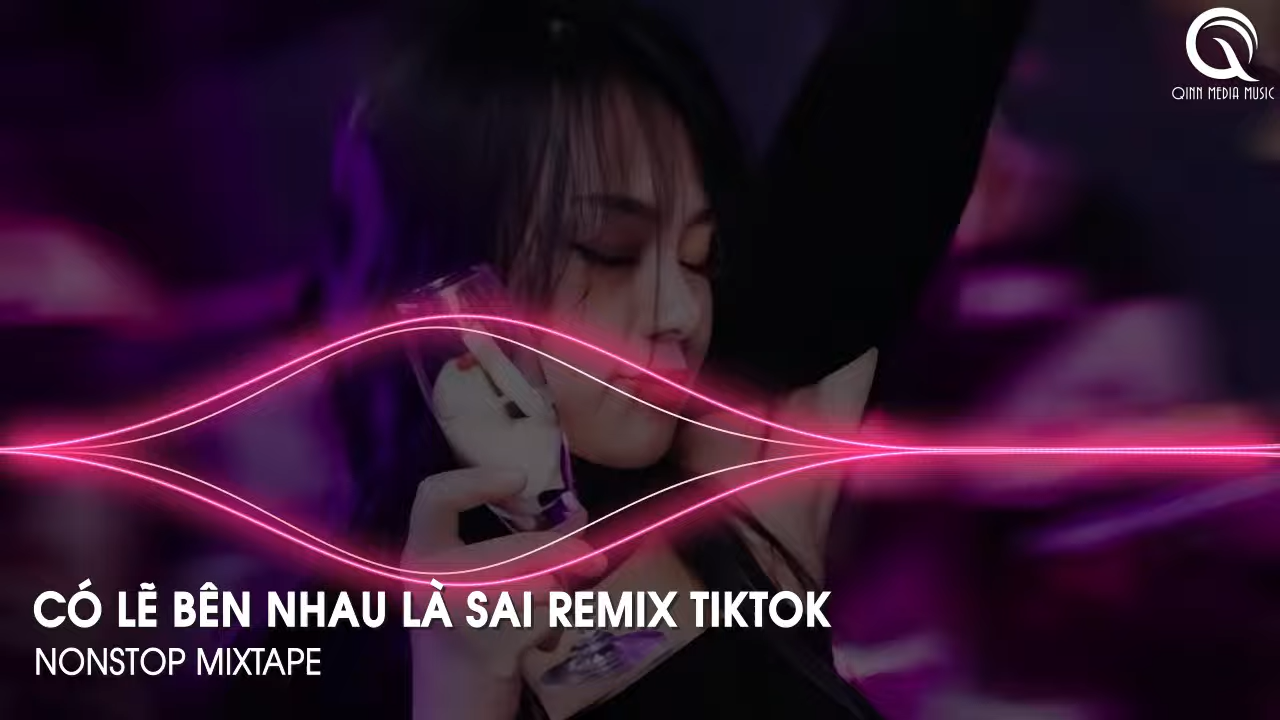 QINN MEDIA MUSIC
CÓ LẼ BÊN NHAU LÀ SAI REMIX TIKTOK
NONSTOP MIXTAPE